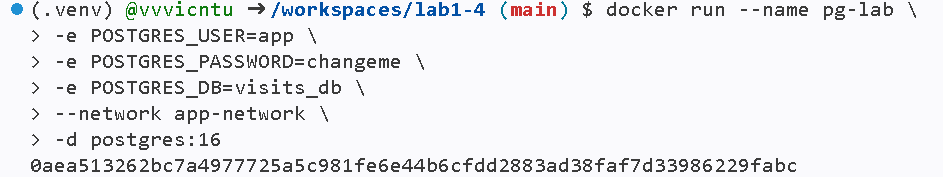 (.venv) @vvvicntu ➜/workspaces/lab1-4 (main) $ docker run --name pg-lab \
> -e POSTGRES_USER=app \
> -e POSTGRES_PASSWORD=changeme \
> -e POSTGRES_DB=visits_db \
> --network app-network \
> -d postgres:16
0aea513262bc7a4977725a5c981fe6e44b6cfdd2883ad38faf7d33986229fabc